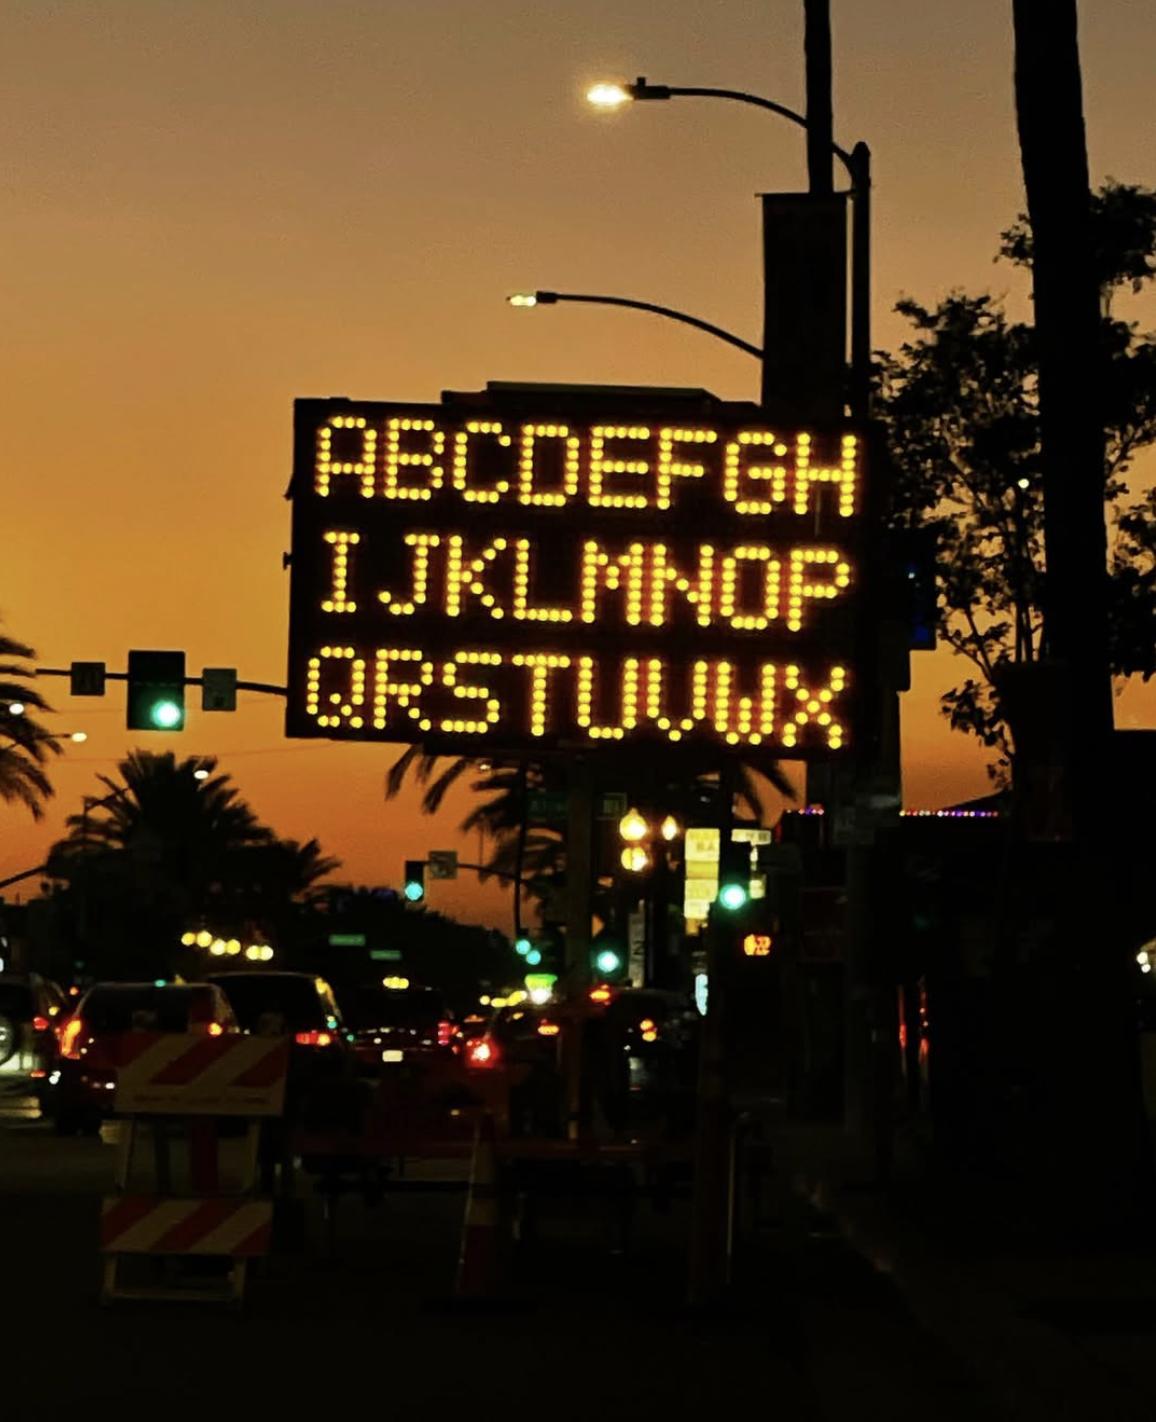 ABCDEFGH
IJKLMNOP
QRSTUVWX